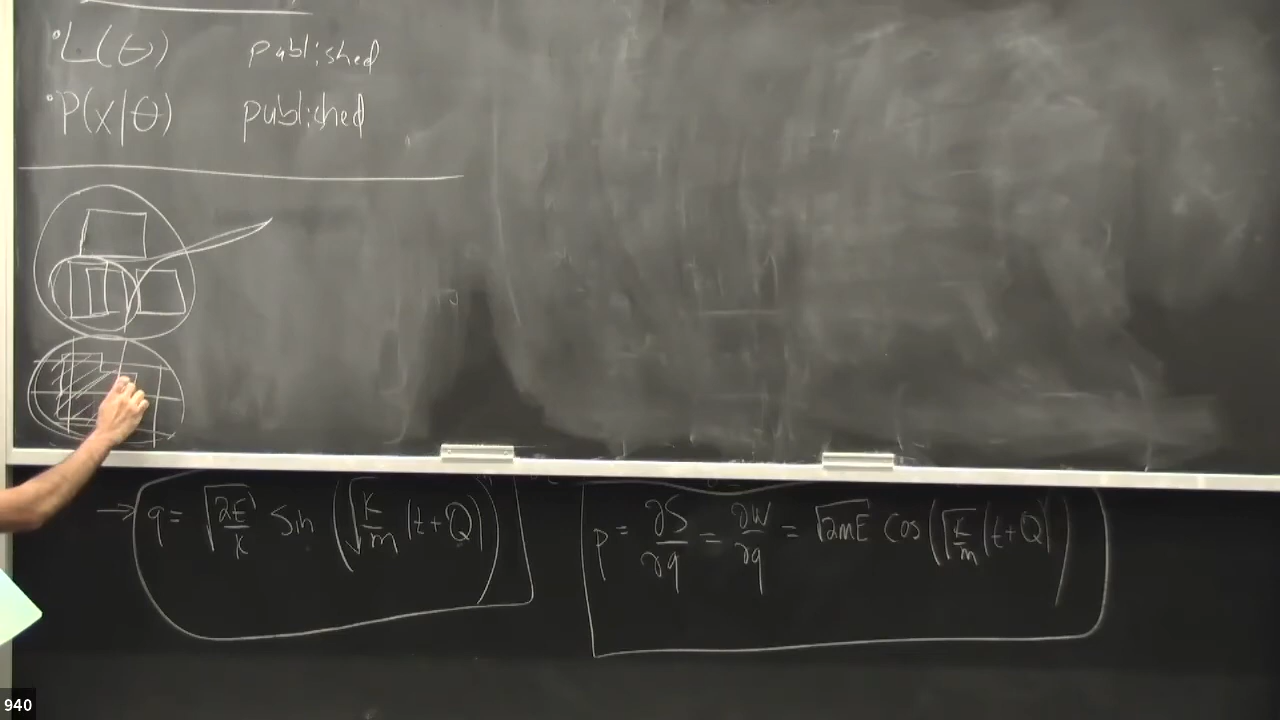 • L(θ) published
• P(x|θ) published
→ q = √(2E/K) Sin (√(K/m) (t+Q))
p = ∂S/∂q = ∂W/∂q = √2mE Cos (√(K/m) (t+Q))
940